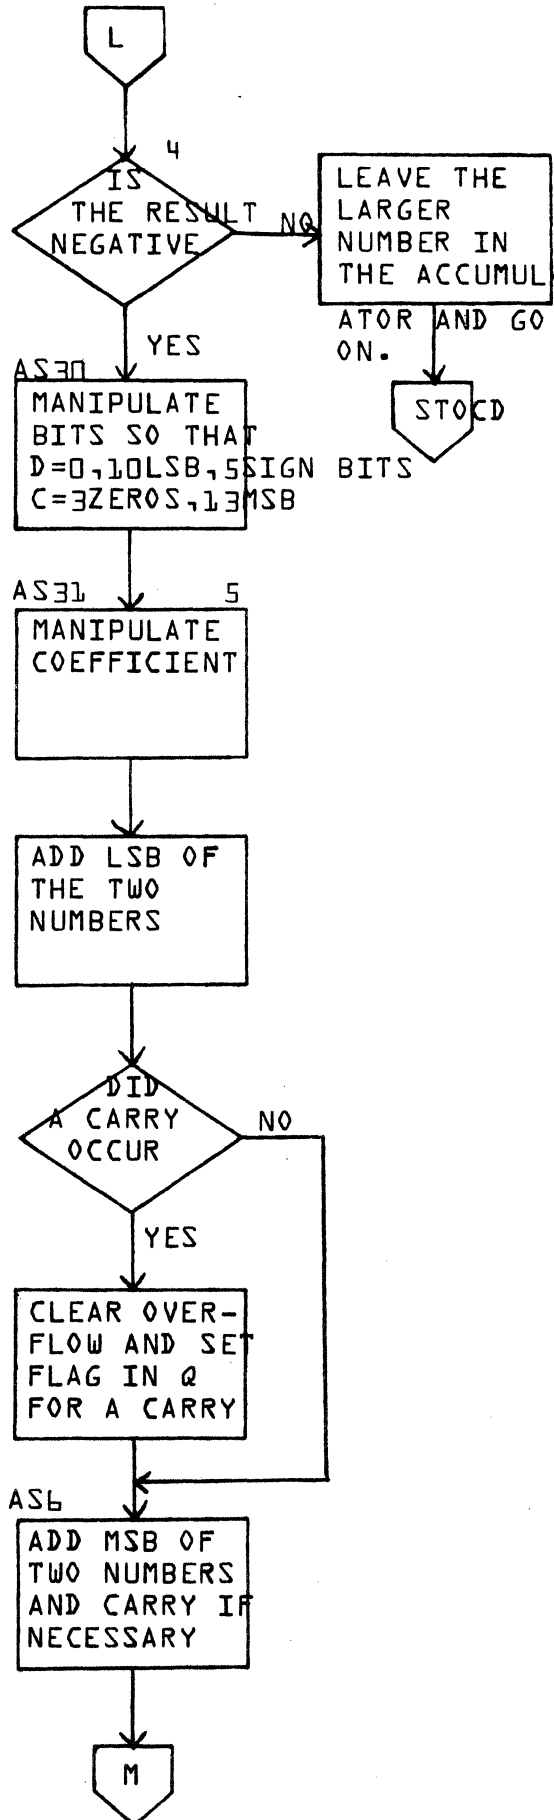 L
4
IS
THE RESULT
NEGATIVE
NO
LEAVE THE
LARGER
NUMBER IN
THE ACCUMUL
ATOR AND GO
ON.
STOCD
YES
AS30
MANIPULATE
BITS SO THAT
D=0,10LSB,5SIGN BITS
C=3ZEROS,13MSB
AS31 5
MANIPULATE
COEFFICIENT
ADD LSB OF
THE TWO
NUMBERS
DID
A CARRY
OCCUR
NO
YES
CLEAR OVER-
FLOW AND SET
FLAG IN Q
FOR A CARRY
AS6
ADD MSB OF
TWO NUMBERS
AND CARRY IF
NECESSARY
M